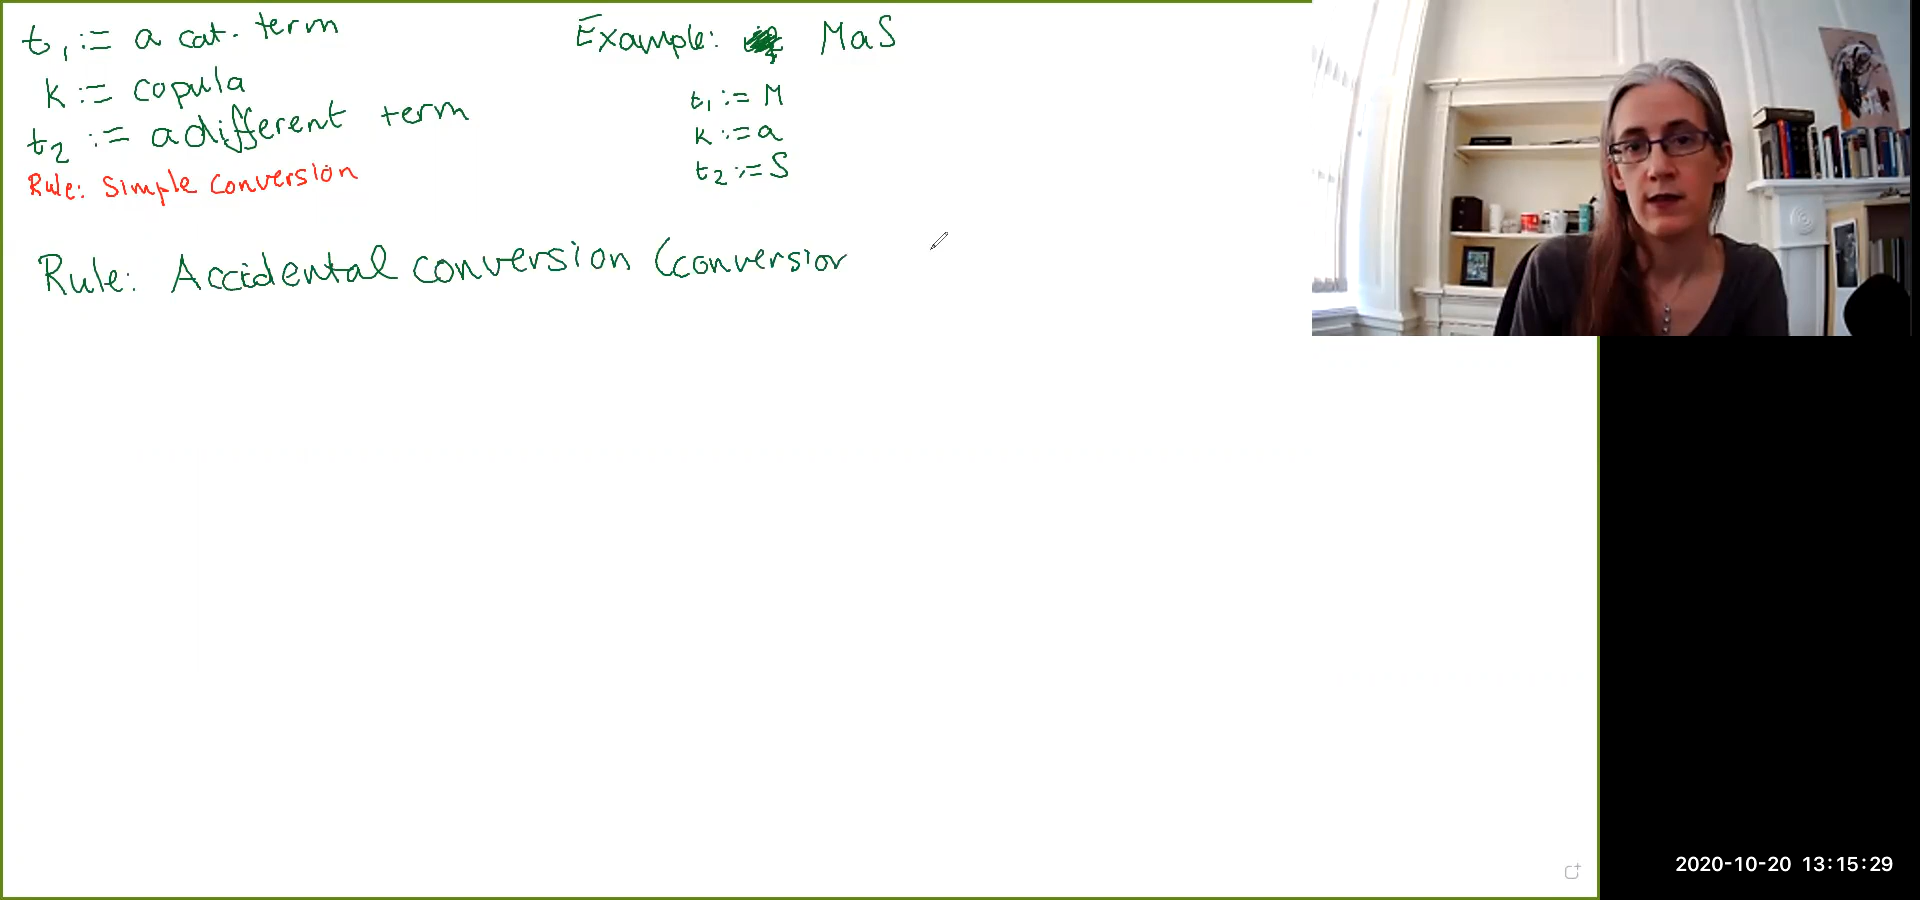 t₁ := a cat. term
k := copula
t₂ := a different term
Rule: Simple conversion
Example: MaS
t₁ := M
k := a
t₂ := S
Rule: Accidental conversion (conversion
2020-10-20 13:15:29